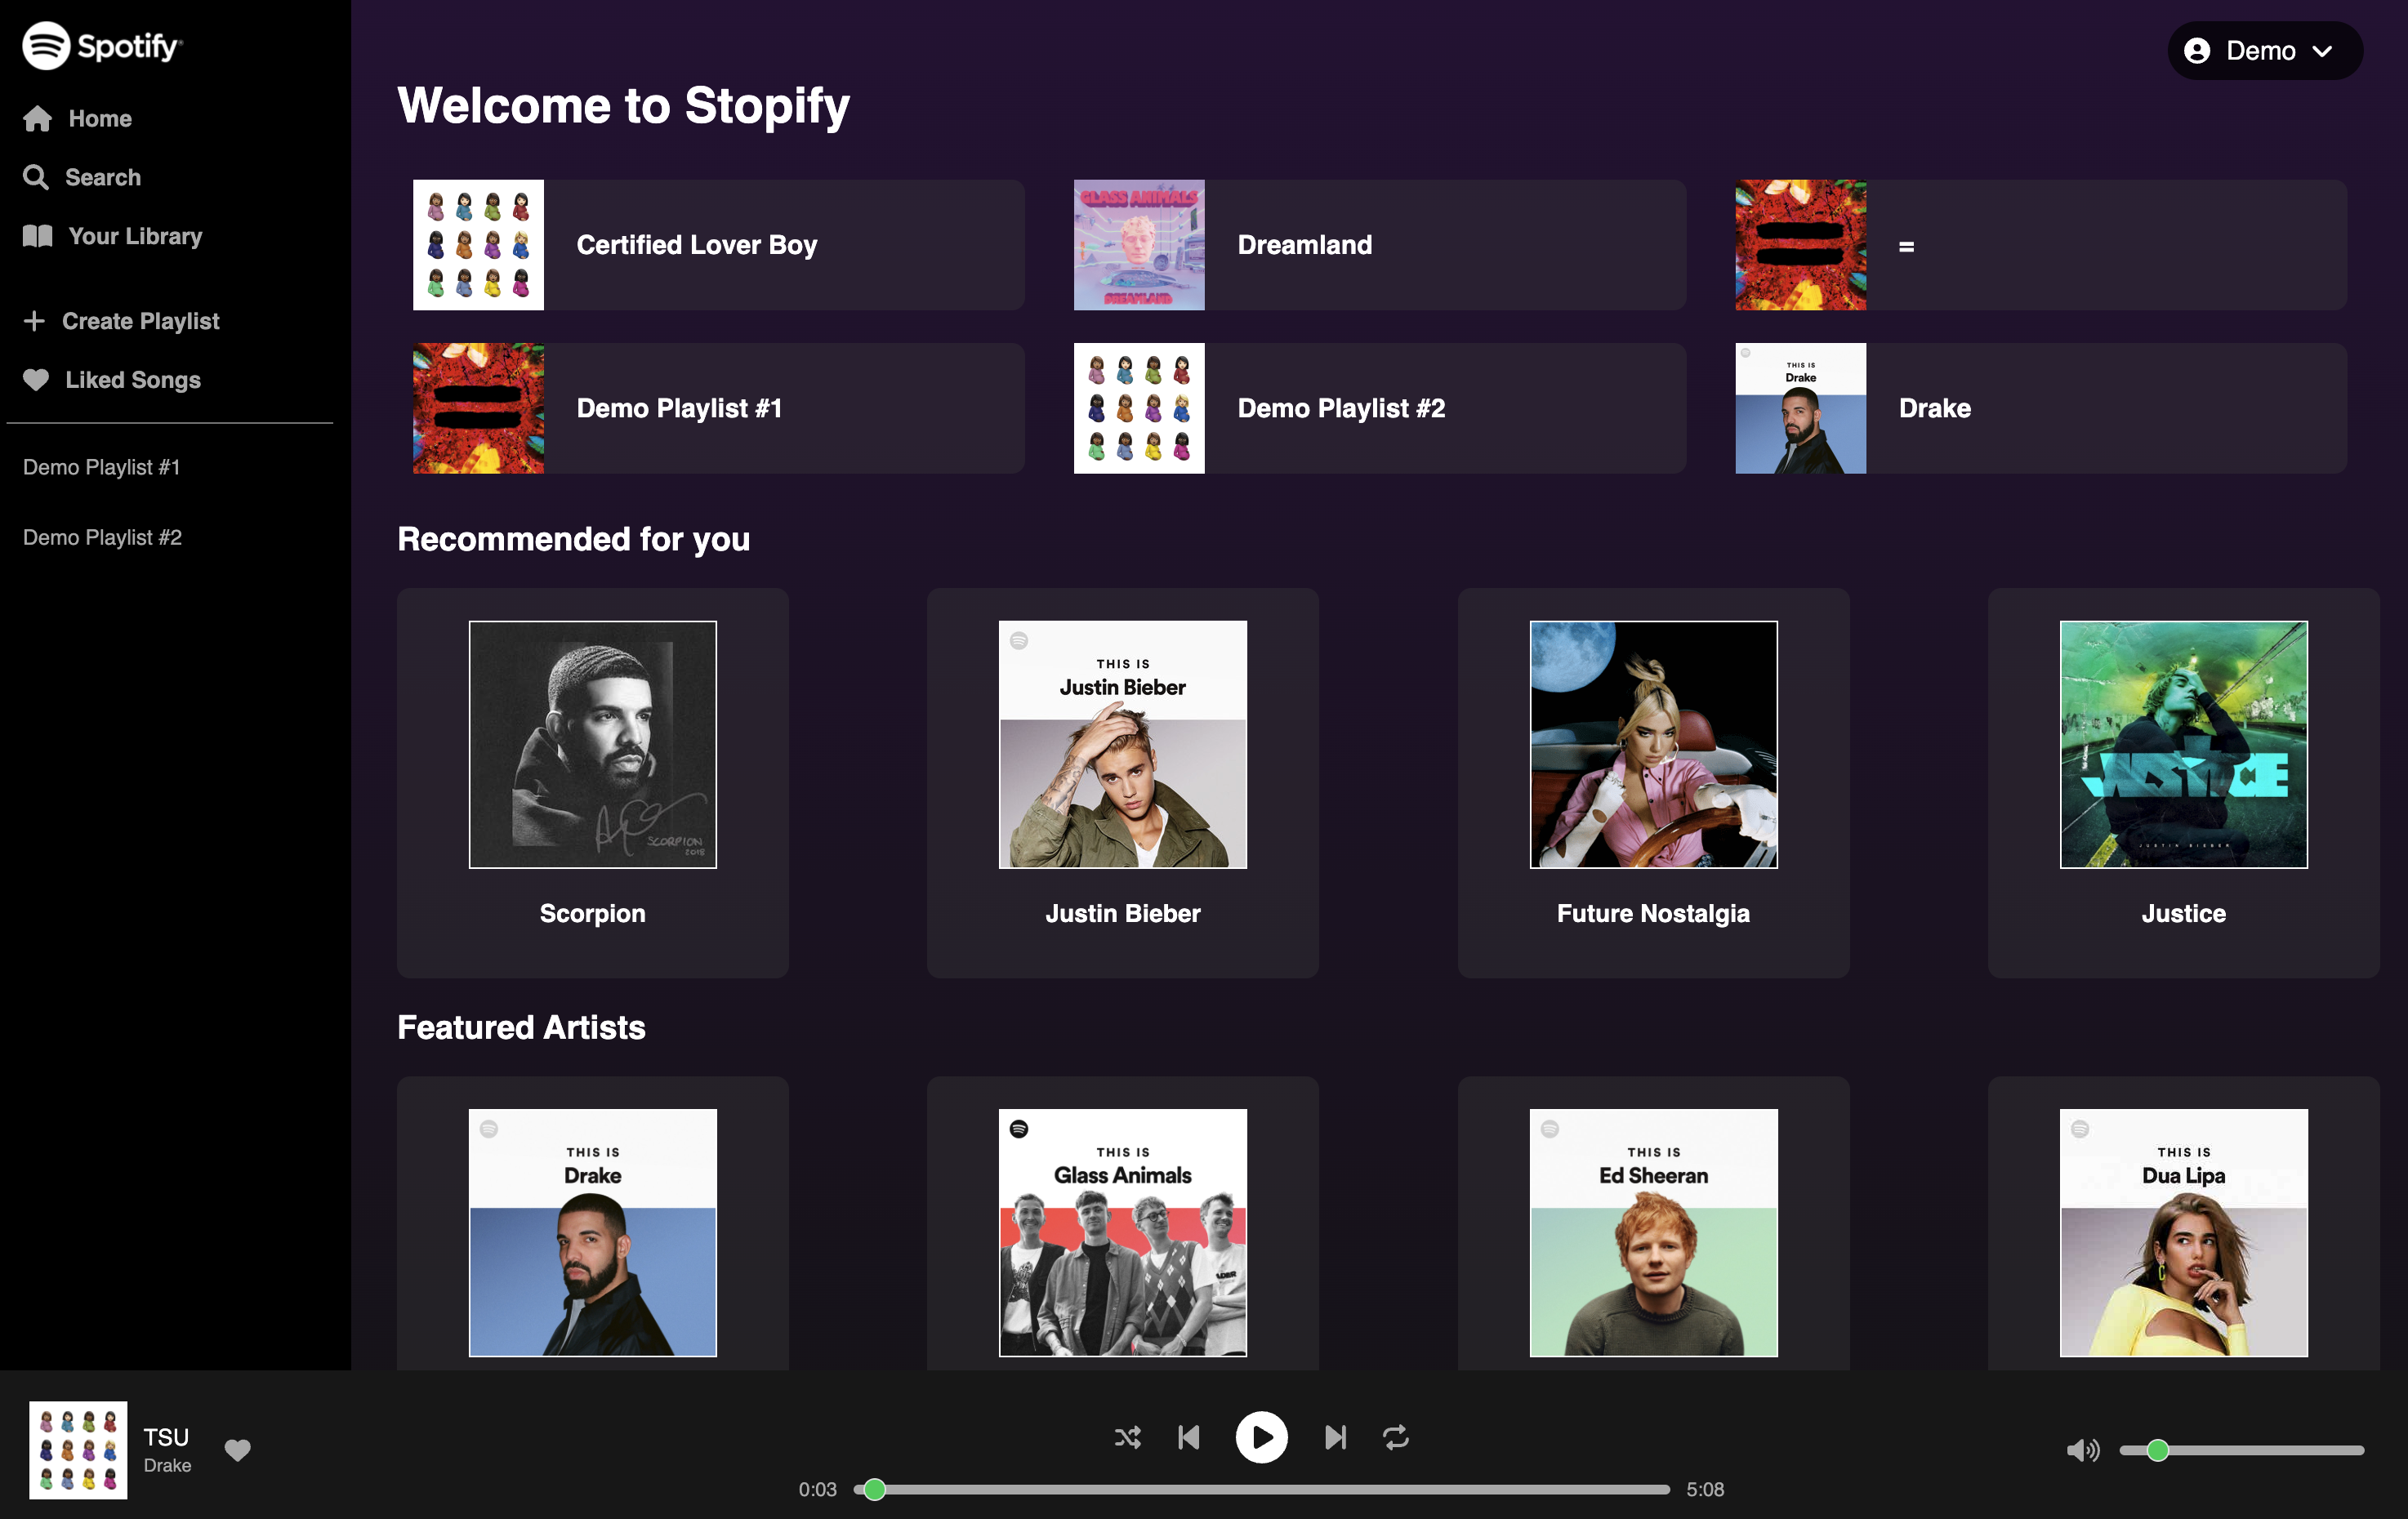 Spotify
Home
Search
Your Library
Create Playlist
Liked Songs
Demo Playlist #1
Demo Playlist #2
Demo
Welcome to Stopify
Certified Lover Boy
GLASS ANIMALS
DREAMLAND
Dreamland
=
Demo Playlist #1
Demo Playlist #2
THIS IS
Drake
Drake
Recommended for you
SCORPION
2018
Scorpion
THIS IS
Justin Bieber
Justin Bieber
Future Nostalgia
JUSTICE
JUSTIN BIEBER
Justice
Featured Artists
THIS IS
Drake
THIS IS
Glass Animals
THIS IS
Ed Sheeran
THIS IS
Dua Lipa
TSU
Drake
0:03
5:08